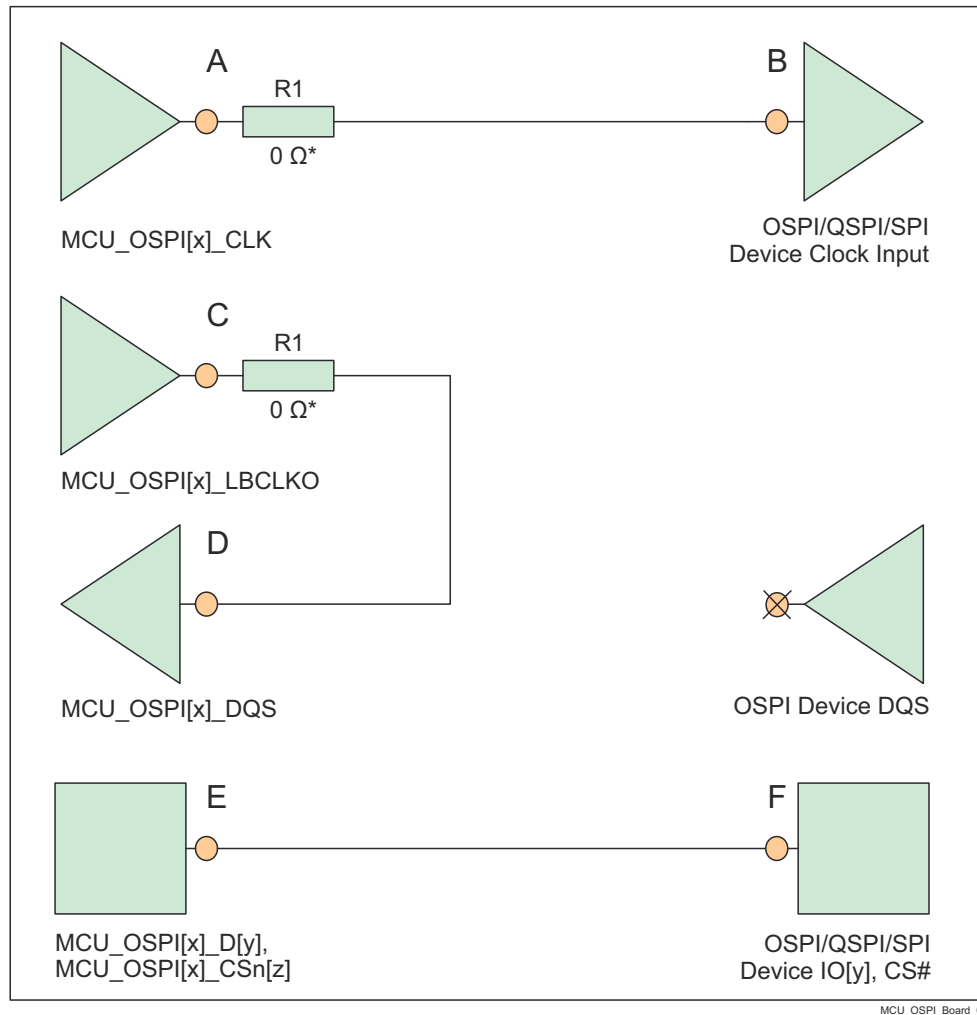 A
B
R1
0 Ω*
MCU_OSPI[x]_CLK
OSPI/QSPI/SPI
Device Clock Input
C
R1
0 Ω*
MCU_OSPI[x]_LBCLKO
D
MCU_OSPI[x]_DQS
OSPI Device DQS
E
F
MCU_OSPI[x]_D[y],
MCU_OSPI[x]_CSn[z]
OSPI/QSPI/SPI
Device IO[y], CS#
MCU_OSPI_Board